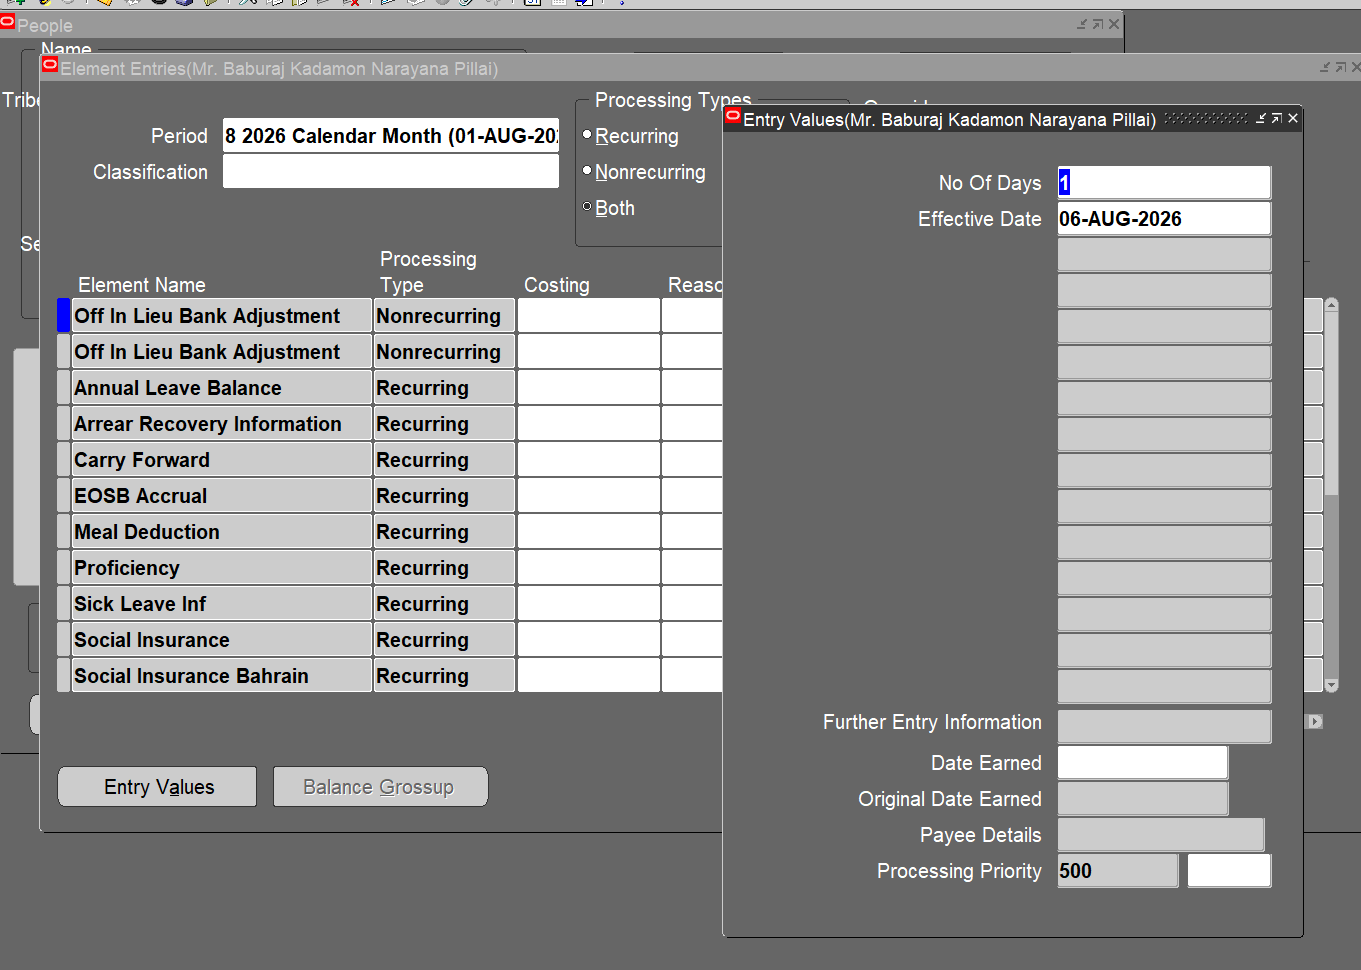 People
Name
Element Entries(Mr. Baburaj Kadamon Narayana Pillai)
Tribe
Processing Types
Entry Values(Mr. Baburaj Kadamon Narayana Pillai)
Period
8 2026 Calendar Month (01-AUG-202
Recurring
Classification
Nonrecurring
Both
No Of Days
1
Effective Date
06-AUG-2026
Se
Element Name
Processing
Type
Costing
Reaso
Off In Lieu Bank Adjustment Nonrecurring
Off In Lieu Bank Adjustment Nonrecurring
Annual Leave Balance Recurring
Arrear Recovery Information Recurring
Carry Forward Recurring
EOSB Accrual Recurring
Meal Deduction Recurring
Proficiency Recurring
Sick Leave Inf Recurring
Social Insurance Recurring
Social Insurance Bahrain Recurring
Further Entry Information
Date Earned
Original Date Earned
Payee Details
Processing Priority
500
Entry Values
Balance Grossup